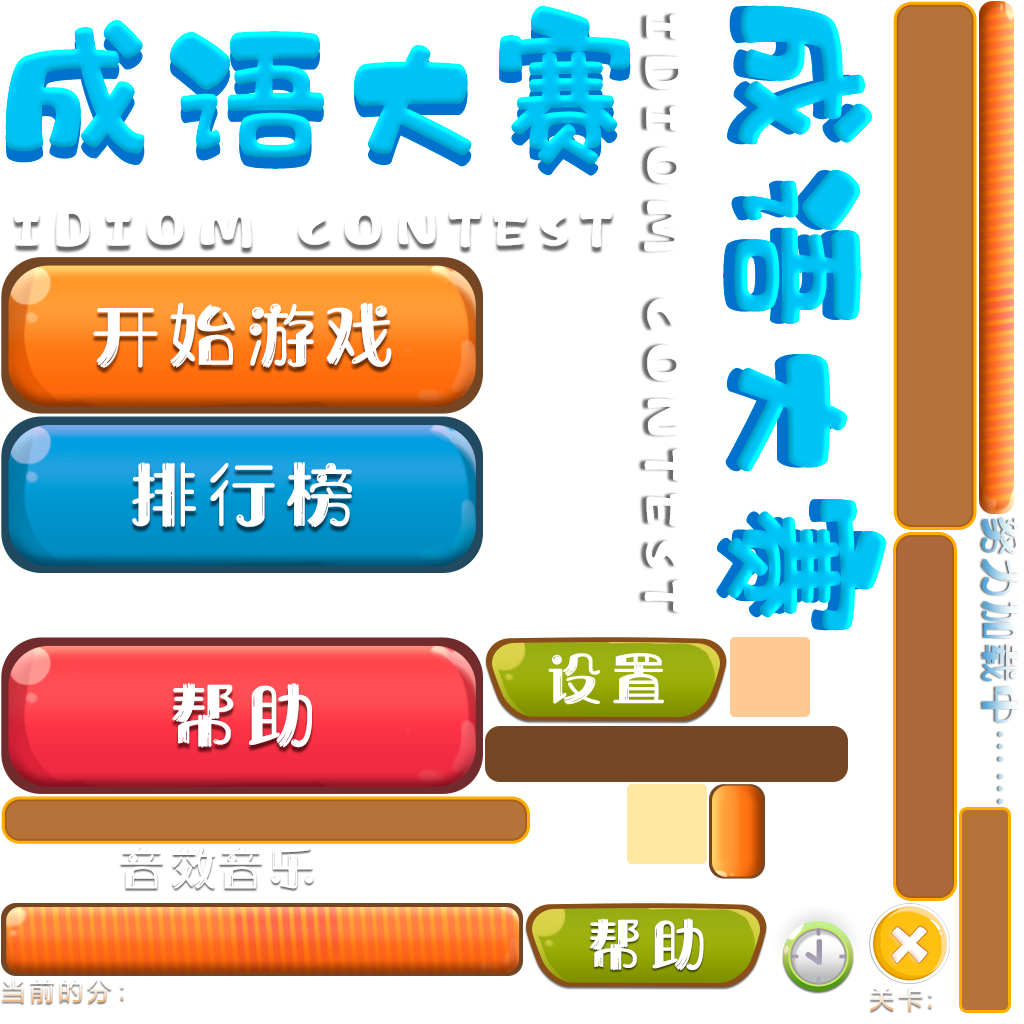 成语大赛
IDIOM CONTEST
成语大赛
IDIOM CONTEST
开始游戏
排行榜
努力加载中………
帮助
设置
音效音乐
帮助
当前的分：
关卡：